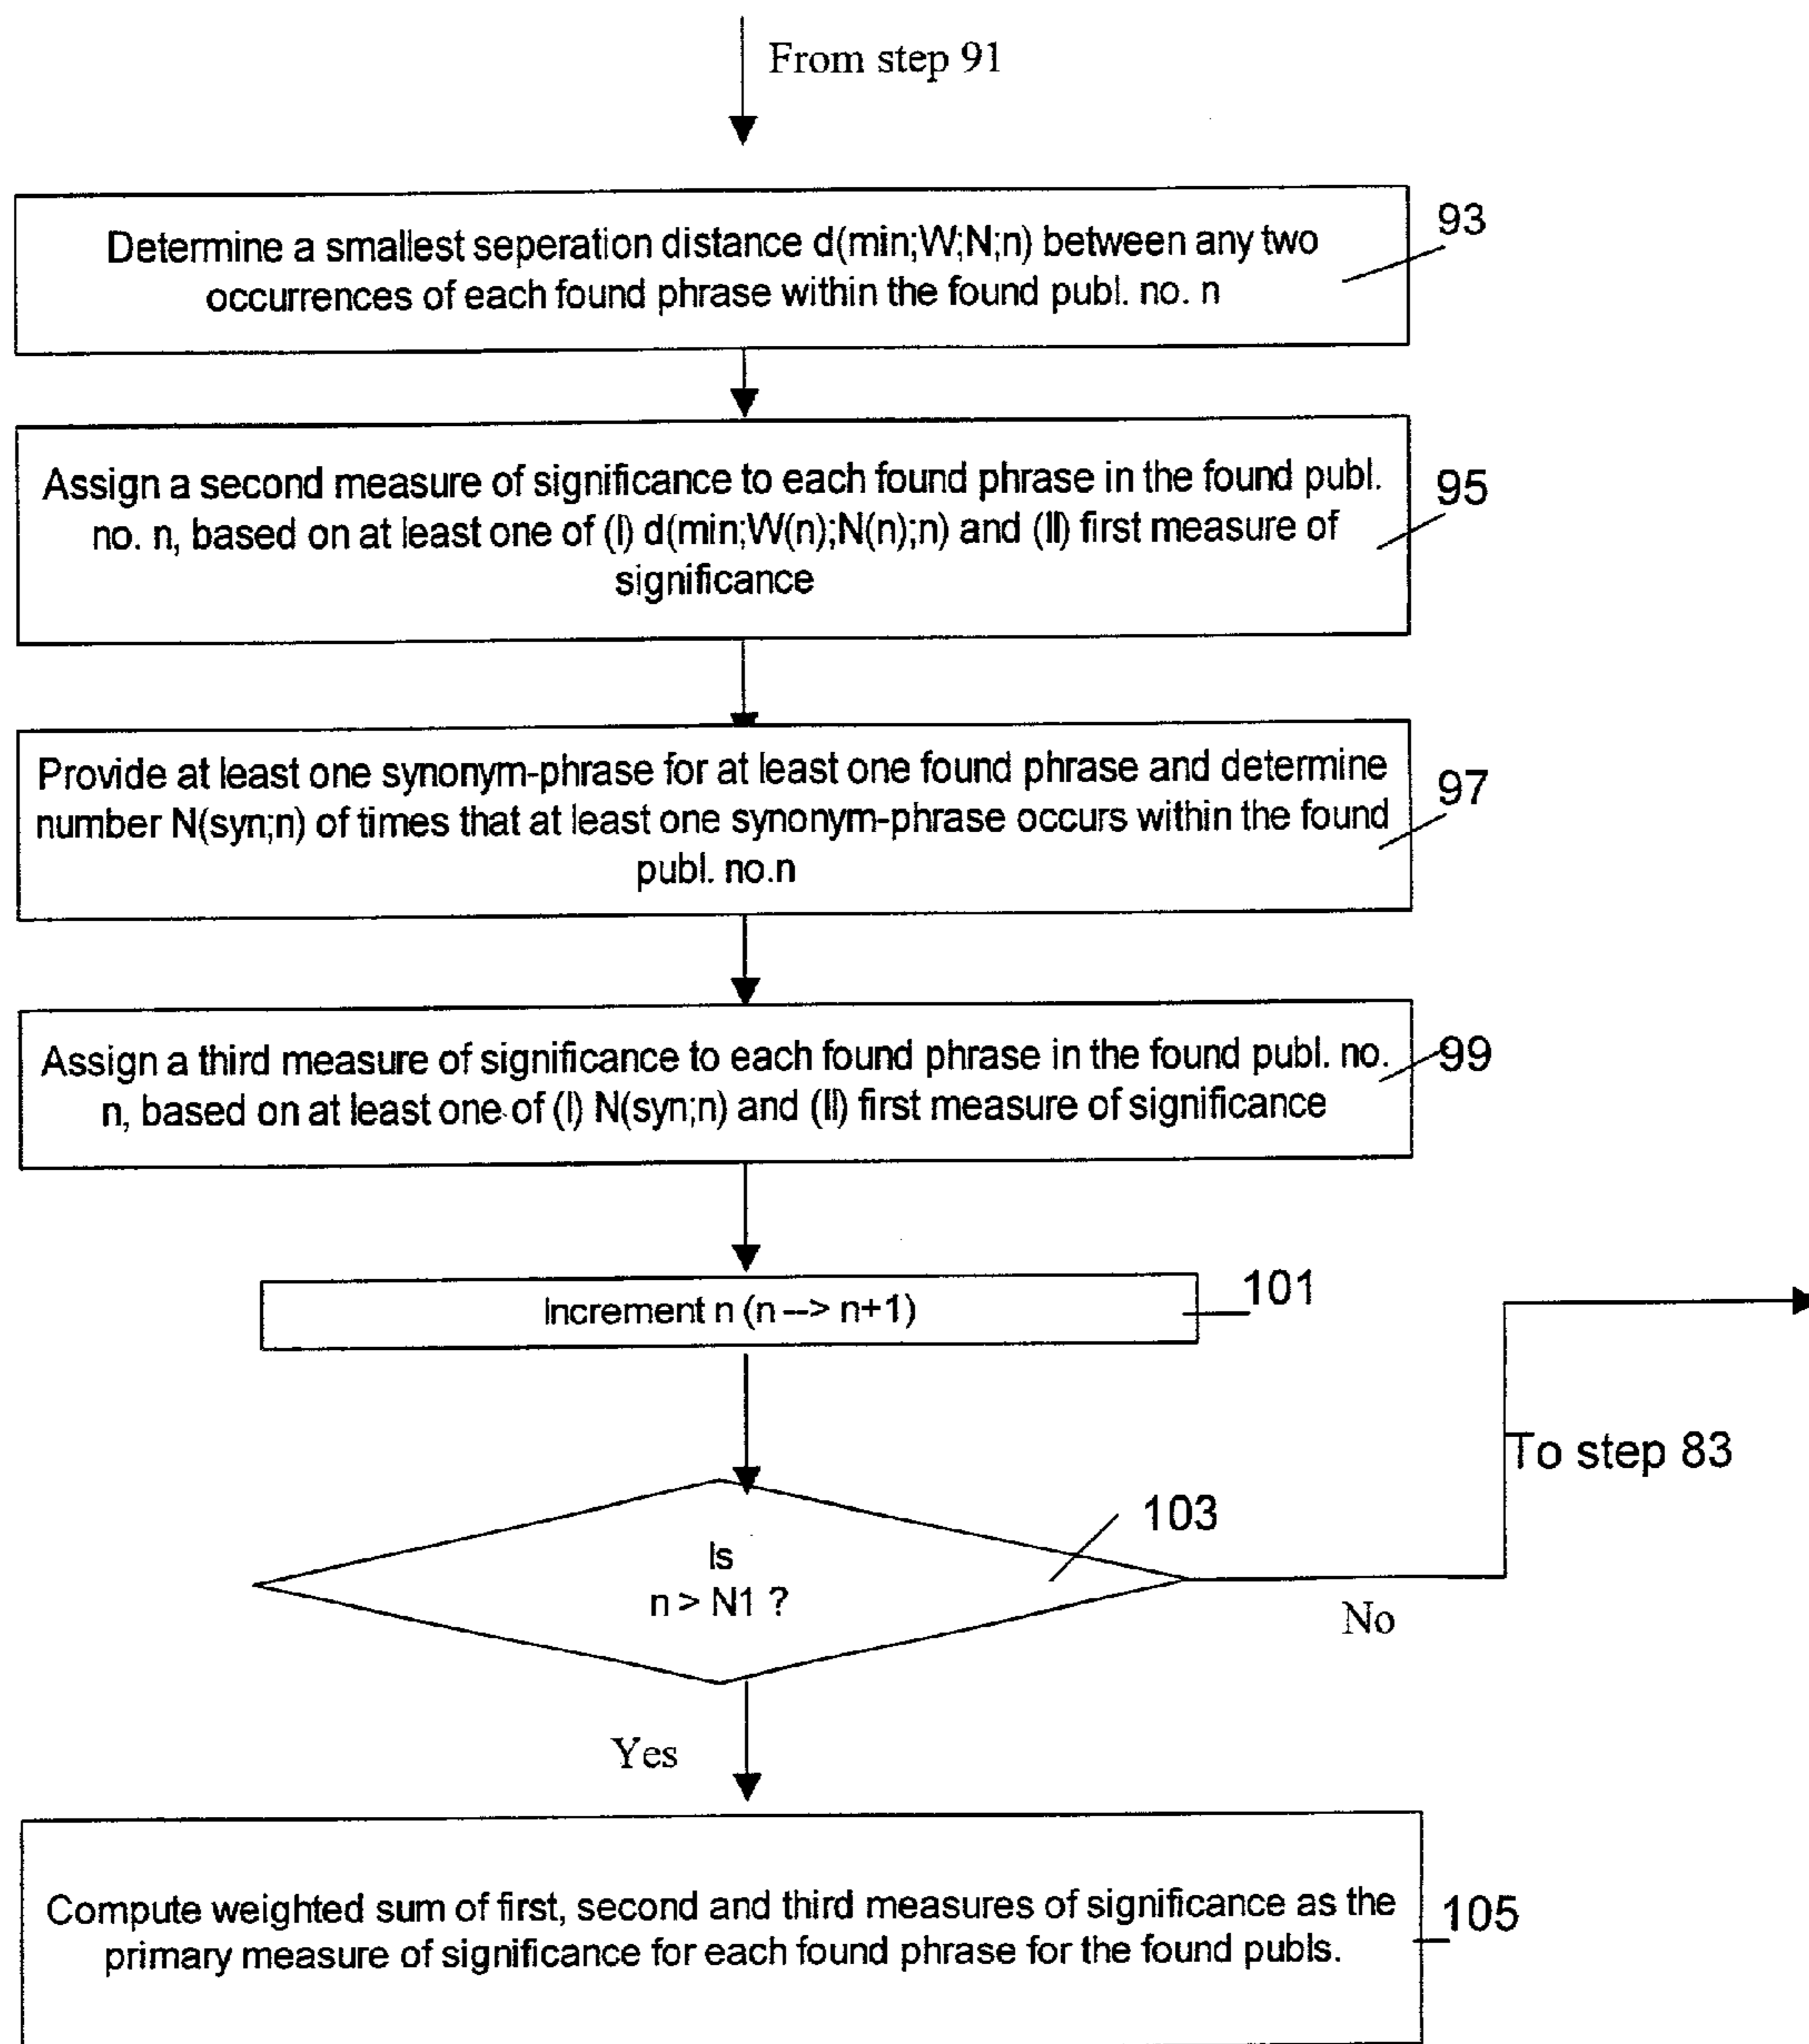 From step 91
Determine a smallest seperation distance d(min;W;N;n) between any two
occurrences of each found phrase within the found publ. no. n
93
Assign a second measure of significance to each found phrase in the found publ.
no. n, based on at least one of (I) d(min;W(n);N(n);n) and (II) first measure of
significance
95
Provide at least one synonym-phrase for at least one found phrase and determine
number N(syn;n) of times that at least one synonym-phrase occurs within the found
publ. no.n
97
Assign a third measure of significance to each found phrase in the found publ. no.
n, based on at least one of (I) N(syn;n) and (II) first measure of significance
99
Increment n (n --> n+1)
101
To step 83
103
Is
n > N1 ?
No
Yes
Compute weighted sum of first, second and third measures of significance as the
primary measure of significance for each found phrase for the found publs.
105